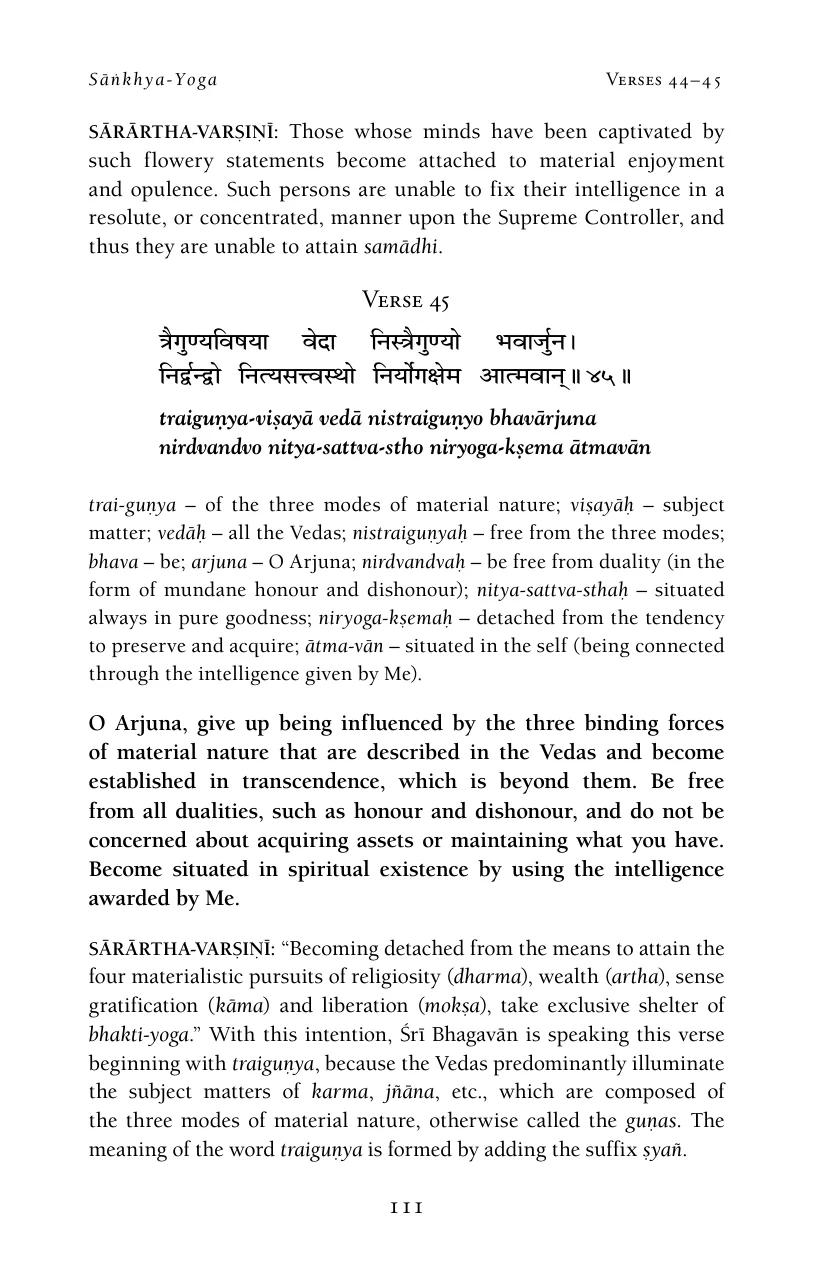 Sāṅkhya-Yoga Verses 44–45
SĀRĀRTHA-VARṢIṆĪ: Those whose minds have been captivated by
such flowery statements become attached to material enjoyment
and opulence. Such persons are unable to fix their intelligence in a
resolute, or concentrated, manner upon the Supreme Controller, and
thus they are unable to attain samādhi.
Verse 45
त्रैगुण्यविषया वेदा निस्त्रैगुण्यो भवार्जुन।
निर्द्वन्द्वो नित्यसत्त्वस्थो निर्योगक्षेम आत्मवान्॥ ४५॥
traiguṇya-viṣayā vedā nistraiguṇyo bhavārjuna
nirdvandvo nitya-sattva-stho niryoga-kṣema ātmavān
trai-guṇya – of the three modes of material nature; viṣayāḥ – subject
matter; vedāḥ – all the Vedas; nistraiguṇyaḥ – free from the three modes;
bhava – be; arjuna – O Arjuna; nirdvandvaḥ – be free from duality (in the
form of mundane honour and dishonour); nitya-sattva-sthaḥ – situated
always in pure goodness; niryoga-kṣemaḥ – detached from the tendency
to preserve and acquire; ātma-vān – situated in the self (being connected
through the intelligence given by Me).
O Arjuna, give up being influenced by the three binding forces
of material nature that are described in the Vedas and become
established in transcendence, which is beyond them. Be free
from all dualities, such as honour and dishonour, and do not be
concerned about acquiring assets or maintaining what you have.
Become situated in spiritual existence by using the intelligence
awarded by Me.
SĀRĀRTHA-VARṢIṆĪ: “Becoming detached from the means to attain the
four materialistic pursuits of religiosity (dharma), wealth (artha), sense
gratification (kāma) and liberation (mokṣa), take exclusive shelter of
bhakti-yoga.” With this intention, Śrī Bhagavān is speaking this verse
beginning with traiguṇya, because the Vedas predominantly illuminate
the subject matters of karma, jñāna, etc., which are composed of
the three modes of material nature, otherwise called the guṇas. The
meaning of the word traiguṇya is formed by adding the suffix ṣyañ.
111